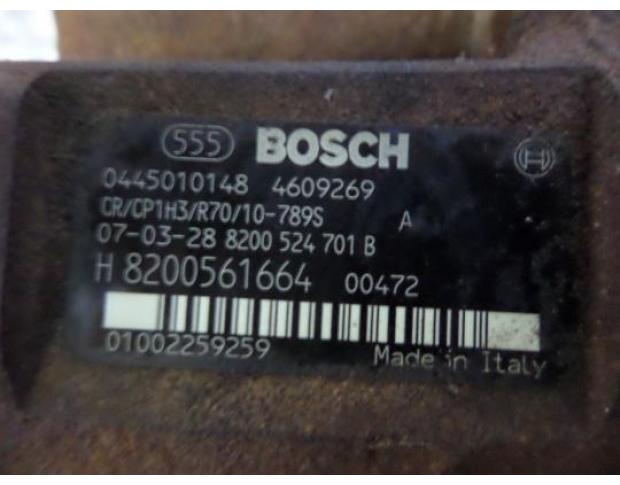 555 BOSCH
0445010148 4609269
CR/CP1H3/R70/10-789S A
07-03-28 8200 524 701 B
H 8200561664 00472
01002259259 Made in Italy